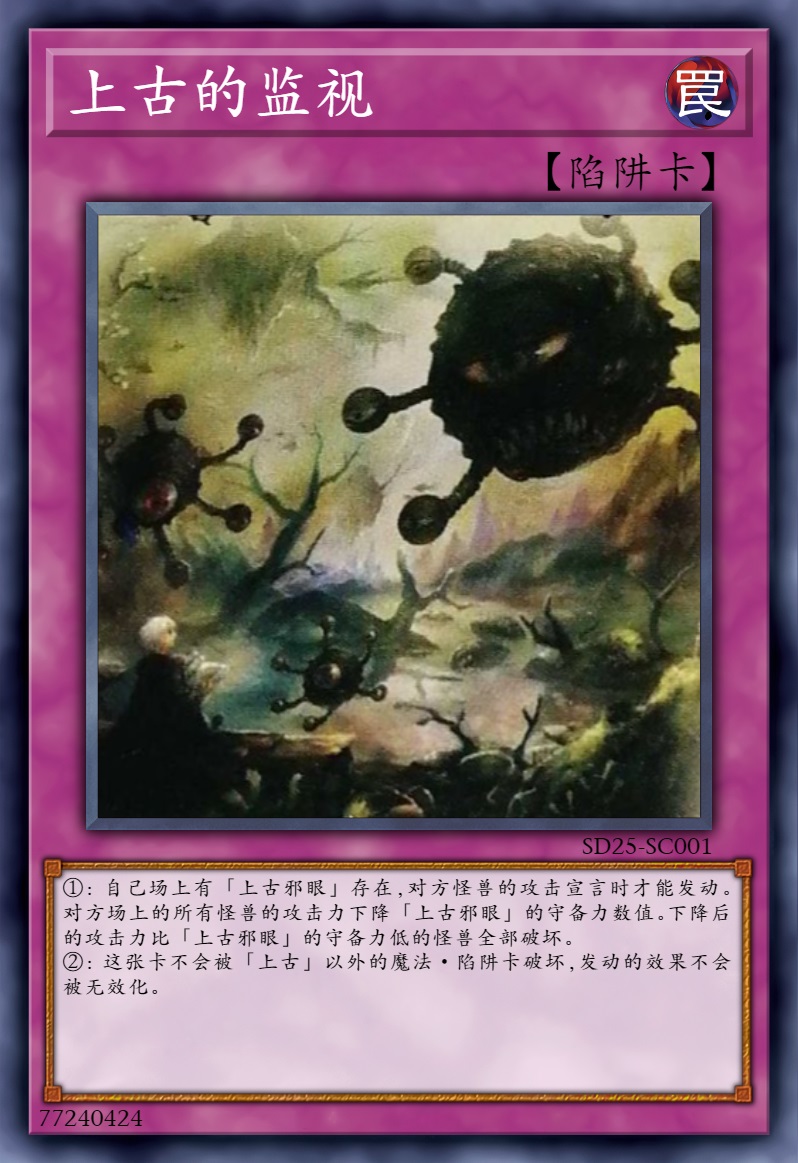 上古的监视
罠
【陷阱卡】
SD25-SC001
①：自己场上有「上古邪眼」存在,对方怪兽的攻击宣言时才能发动。
对方场上的所有怪兽的攻击力下降「上古邪眼」的守备力数值。下降后
的攻击力比「上古邪眼」的守备力低的怪兽全部破坏。
②：这张卡不会被「上古」以外的魔法·陷阱卡破坏,发动的效果不会
被无效化。
77240424